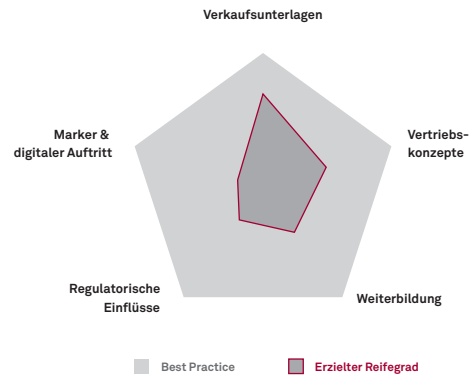 Verkaufsunterlagen
Marker &
digitaler Auftritt
Vertriebs-
konzepte
Regulatorische
Einflüsse
Weiterbildung
Best Practice
Erzielter Reifegrad